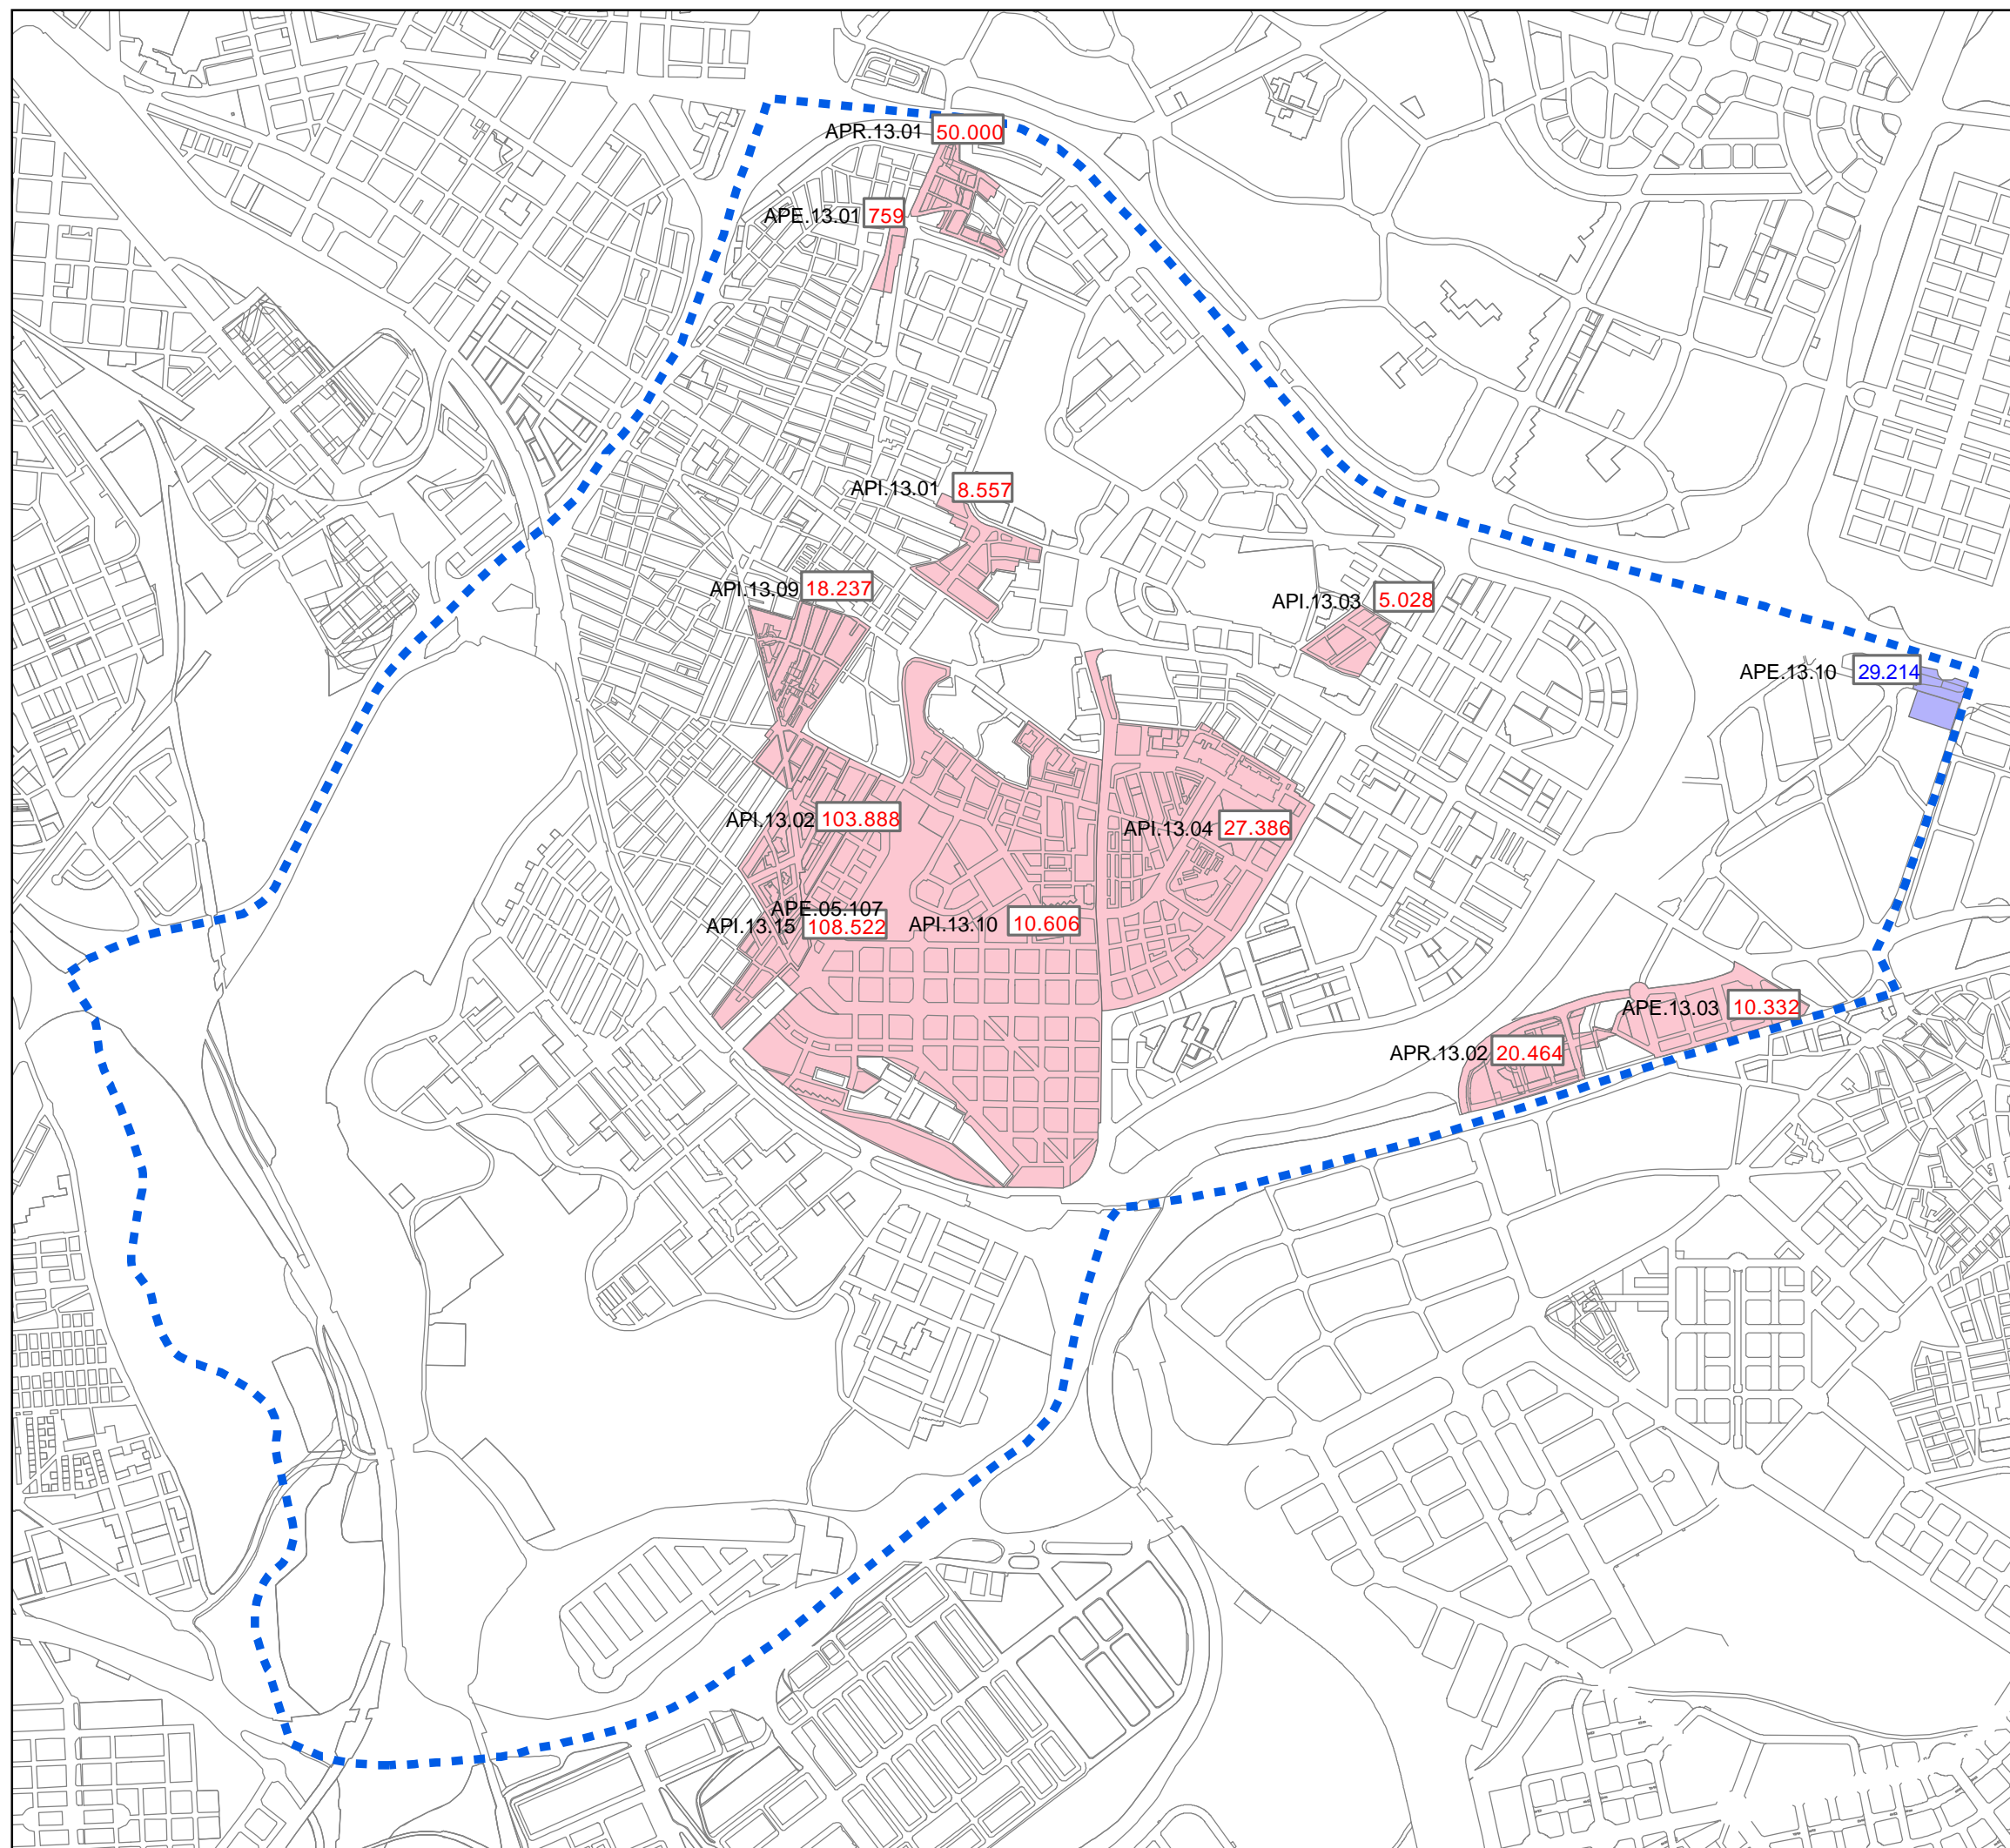 APR.13.01 50.000
APE.13.01 759
API.13.01 8.557
API.13.09 18.237
API.13.03 5.028
APE.13.10 29.214
API.13.02 103.888
API.13.04 27.386
APE.05.107
API.13.15 108.522
API.13.10 10.606
APE.13.03 10.332
APR.13.02 20.464